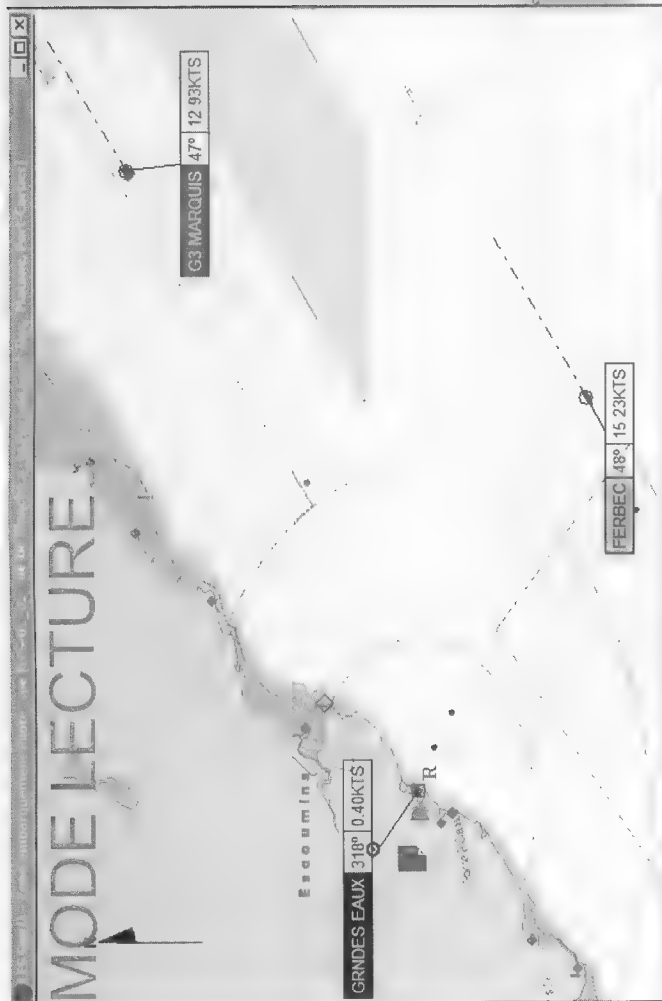 MODE LECTURE.
G3 MARQUIS 47° 12 93KTS
Escoumins
GRNDES EAUX 318° 0.40KTS
R
FERBEC 48° 15 23KTS